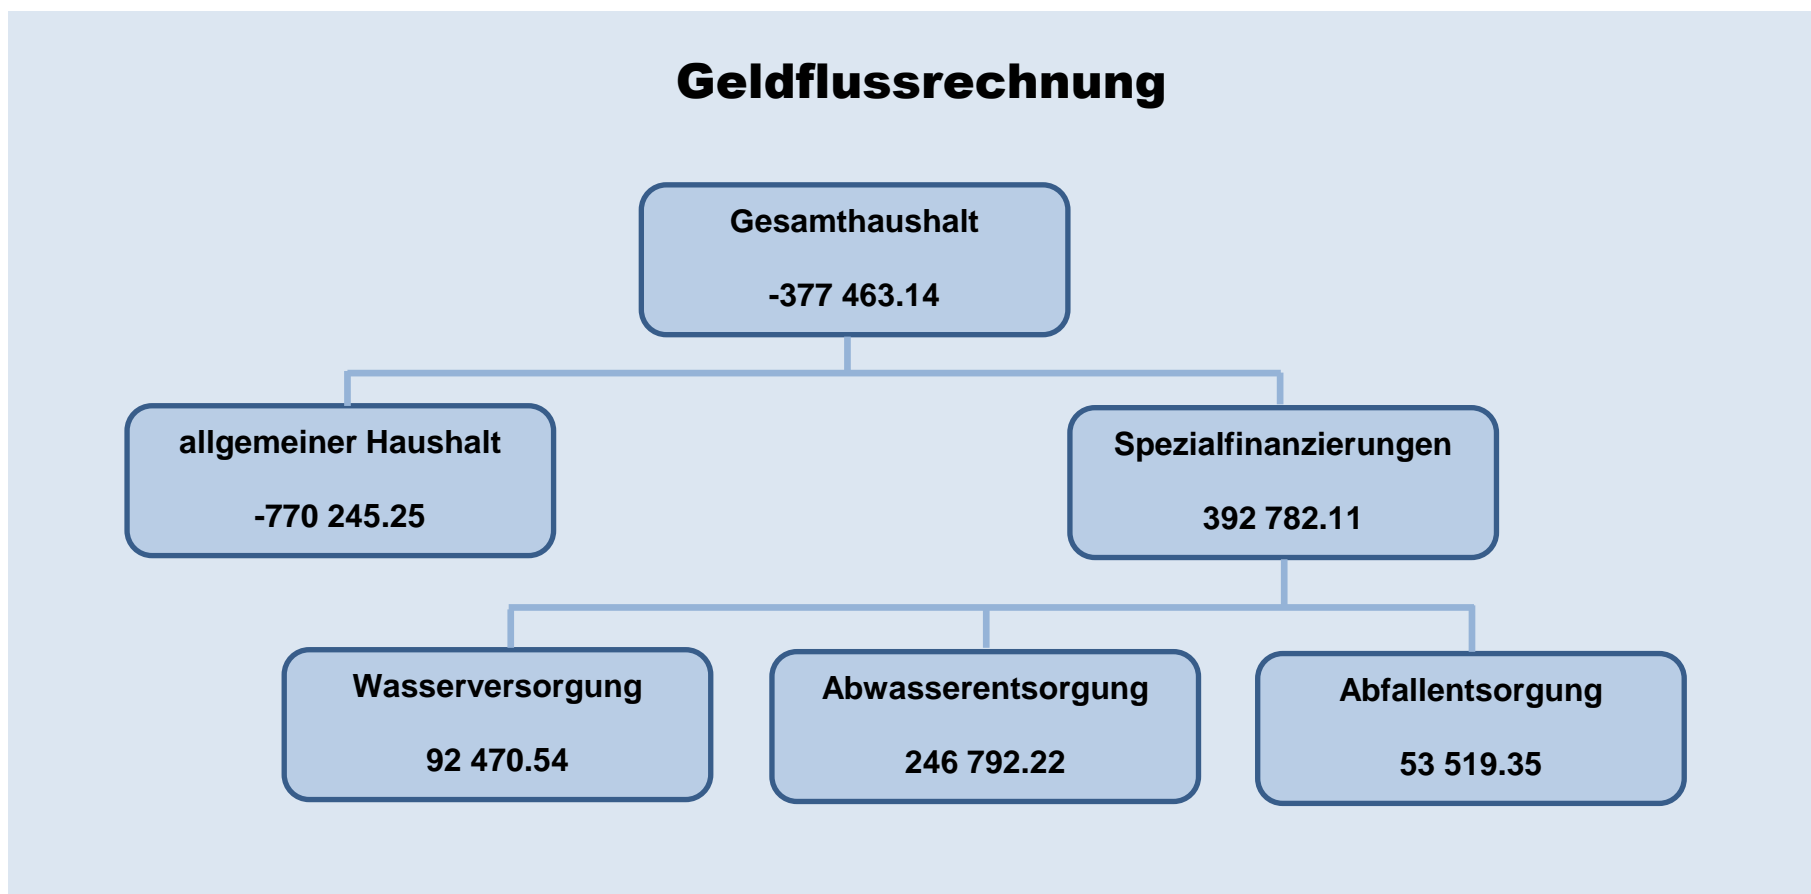 Geldflussrechnung
Gesamthaushalt
-377 463.14
allgemeiner Haushalt
-770 245.25
Spezialfinanzierungen
392 782.11
Wasserversorgung
92 470.54
Abwasserentsorgung
246 792.22
Abfallentsorgung
53 519.35